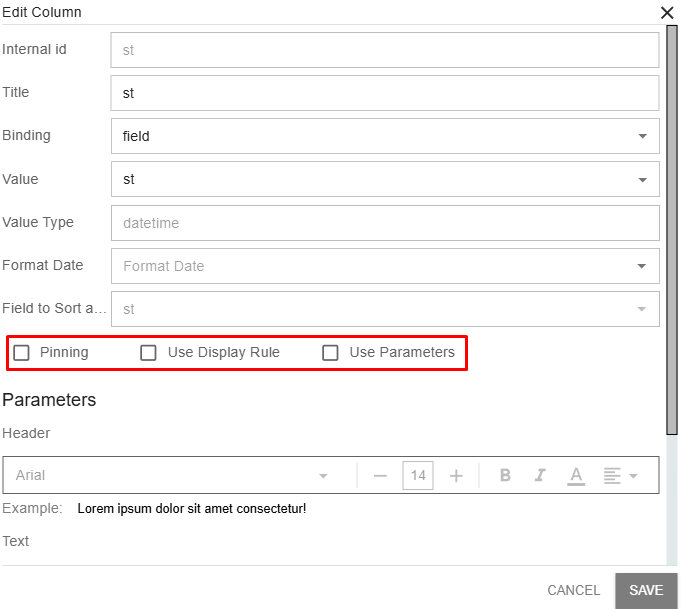 Edit Column
Internal id st
Title st
Binding field
Value st
Value Type datetime
Format Date Format Date
Field to Sort a... st
Pinning Use Display Rule Use Parameters
Parameters
Header
Arial 14 B I A
Example: Lorem ipsum dolor sit amet consectetur!
Text
CANCEL SAVE